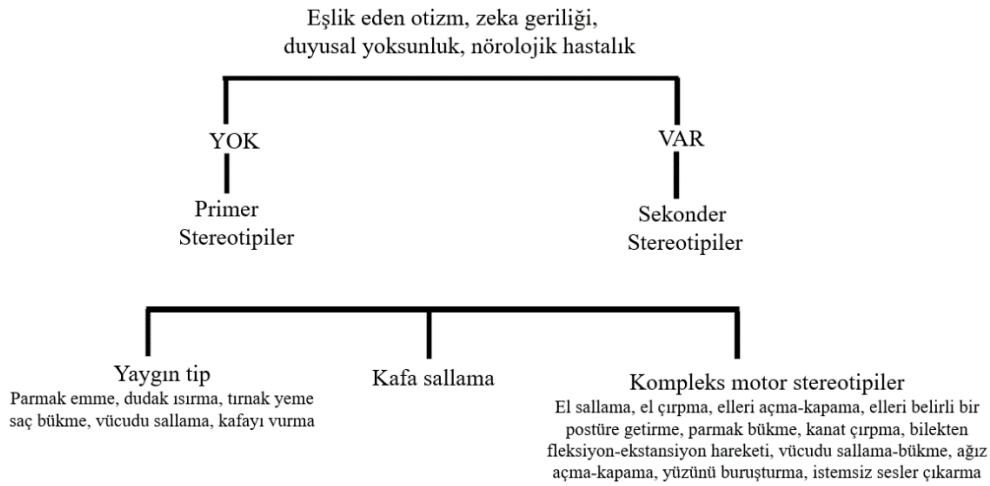 Eşlik eden otizm, zeka geriliği,
duyusal yoksunluk, nörolojik hastalık
YOK
VAR
Primer
Stereotipiler
Sekonder
Stereotipiler
Yaygın tip
Parmak emme, dudak ısırma, tırnak yeme
saç bükme, vücudu sallama, kafayı vurma
Kafa sallama
Kompleks motor stereotipiler
El sallama, el çırpma, elleri açma-kapama, elleri belirli bir
postüre getirme, parmak bükme, kanat çırpma, bilekten
fleksiyon-ekstansiyon hareketi, vücudu sallama-bükme, ağız
açma-kapama, yüzünü buruşturma, istemsiz sesler çıkarma